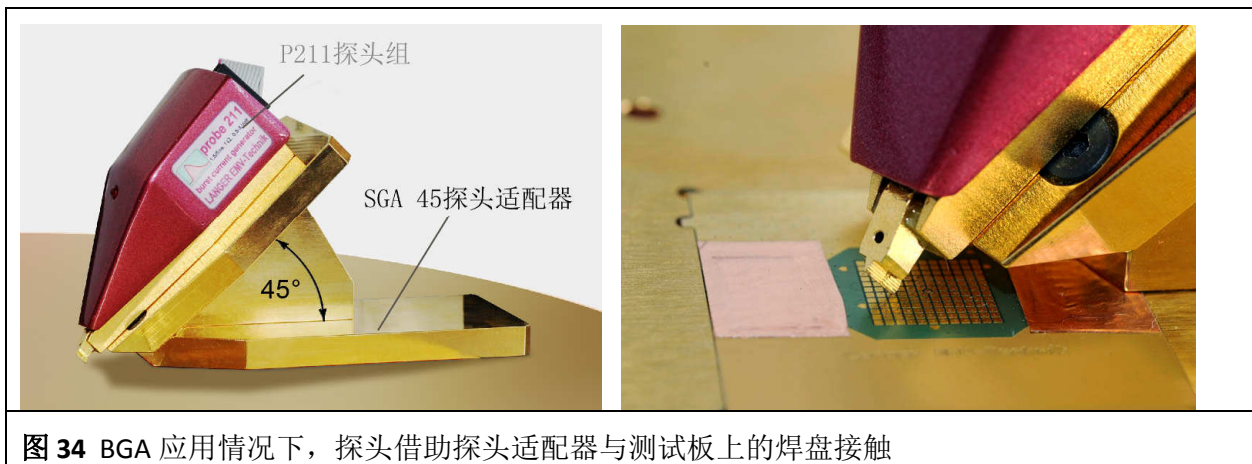 P211探头组
probe 211
burst current generator
LANGER EMV-Technik
SGA 45探头适配器
45°
图 34 BGA 应用情况下，探头借助探头适配器与测试板上的焊盘接触